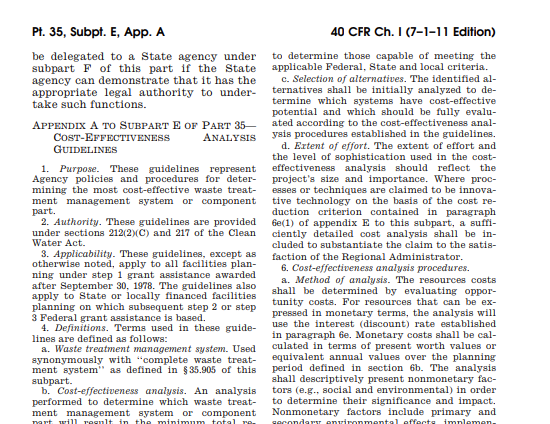 Pt. 35, Subpt. E, App. A
40 CFR Ch. I (7–1–11 Edition)
be delegated to a State agency under
subpart F of this part if the State
agency can demonstrate that it has the
appropriate legal authority to under-
take such functions.
APPENDIX A TO SUBPART E OF PART 35—
COST-EFFECTIVENESS ANALYSIS
GUIDELINES
1. Purpose. These guidelines represent
Agency policies and procedures for deter-
mining the most cost-effective waste treat-
ment management system or component
part.
2. Authority. These guidelines are provided
under sections 212(2)(C) and 217 of the Clean
Water Act.
3. Applicability. These guidelines, except as
otherwise noted, apply to all facilities plan-
ning under step 1 grant assistance awarded
after September 30, 1978. The guidelines also
apply to State or locally financed facilities
planning on which subsequent step 2 or step
3 Federal grant assistance is based.
4. Definitions. Terms used in these guide-
lines are defined as follows:
a. Waste treatment management system. Used
synonymously with “complete waste treat-
ment system” as defined in § 35.905 of this
subpart.
b. Cost-effectiveness analysis. An analysis
performed to determine which waste treat-
ment management system or component
part will result in the minimum total re-
to determine those capable of meeting the
applicable Federal, State and local criteria.
c. Selection of alternatives. The identified al-
ternatives shall be initially analyzed to de-
termine which systems have cost-effective
potential and which should be fully evalu-
ated according to the cost-effectiveness anal-
ysis procedures established in the guidelines.
d. Extent of effort. The extent of effort and
the level of sophistication used in the cost-
effectiveness analysis should reflect the
project’s size and importance. Where proc-
esses or techniques are claimed to be innova-
tive technology on the basis of the cost re-
duction criterion contained in paragraph
6e(1) of appendix E to this subpart, a suffi-
ciently detailed cost analysis shall be in-
cluded to substantiate the claim to the satis-
faction of the Regional Administrator.
6. Cost-effectiveness analysis procedures.
a. Method of analysis. The resources costs
shall be determined by evaluating oppor-
tunity costs. For resources that can be ex-
pressed in monetary terms, the analysis will
use the interest (discount) rate established
in paragraph 6e. Monetary costs shall be cal-
culated in terms of present worth values or
equivalent annual values over the planning
period defined in section 6b. The analysis
shall descriptively present nonmonetary fac-
tors (e.g., social and environmental) in order
to determine their significance and impact.
Nonmonetary factors include primary and
secondary environmental effects, implemen-